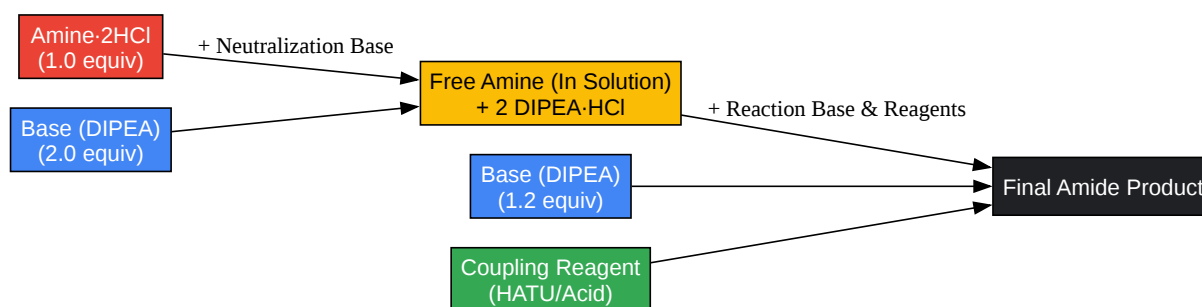 Amine·2HCl
(1.0 equiv)
+ Neutralization Base
Base (DIPEA)
(2.0 equiv)
Free Amine (In Solution)
+ 2 DIPEA·HCl
+ Reaction Base & Reagents
Base (DIPEA)
(1.2 equiv)
Final Amide Product
Coupling Reagent
(HATU/Acid)